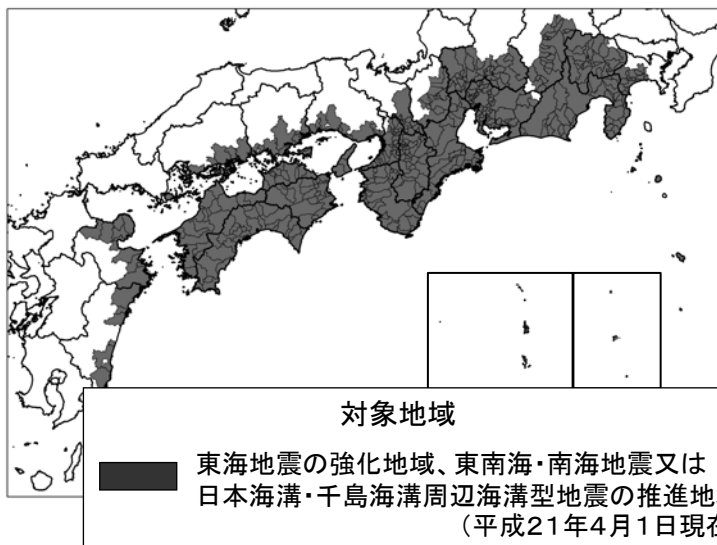 対象地域
東海地震の強化地域、東南海・南海地震又は
日本海溝・千島海溝周辺海溝型地震の推進地
（平成21年4月1日現在